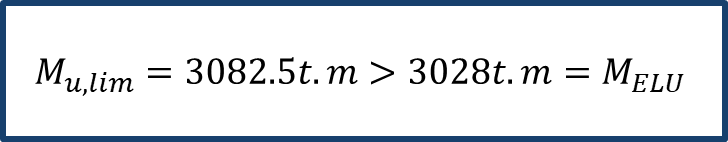 M_{u,lim} = 3082.5t.m > 3028t.m = M_{ELU}